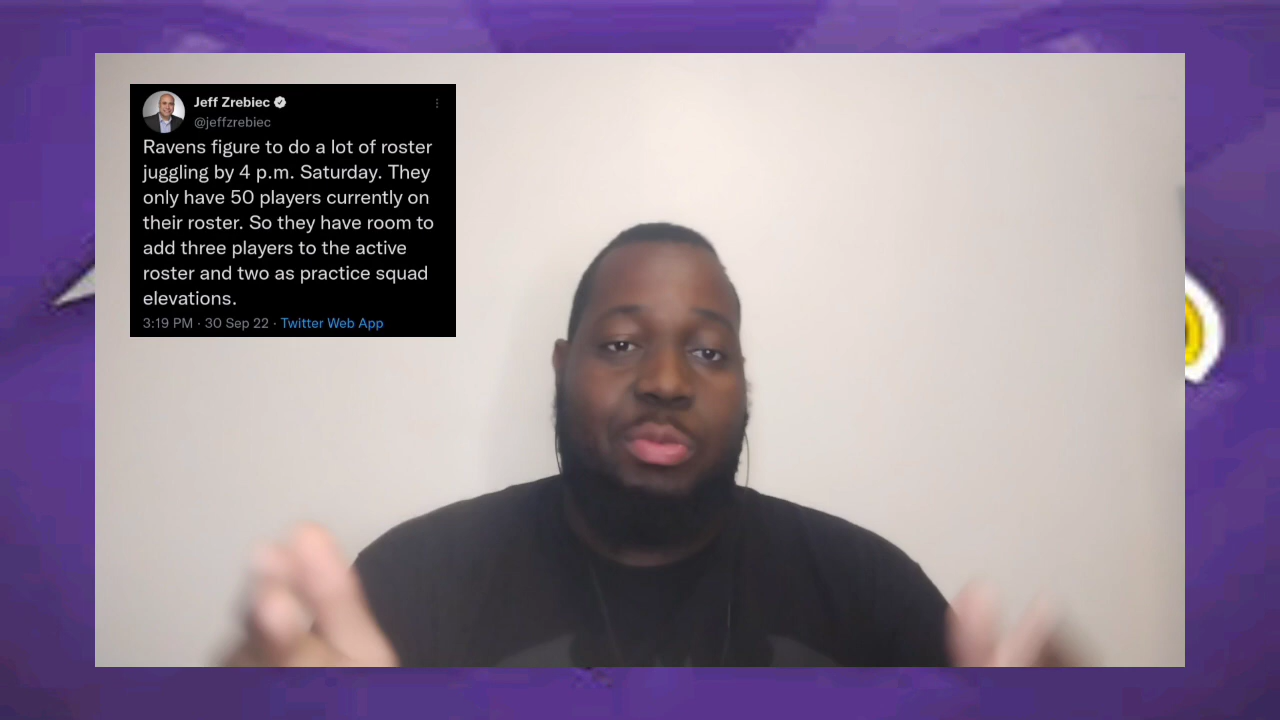 Jeff Zrebiec
@jeffzrebiec
Ravens figure to do a lot of roster
juggling by 4 p.m. Saturday. They
only have 50 players currently on
their roster. So they have room to
add three players to the active
roster and two as practice squad
elevations.
3:19 PM · 30 Sep 22 · Twitter Web App